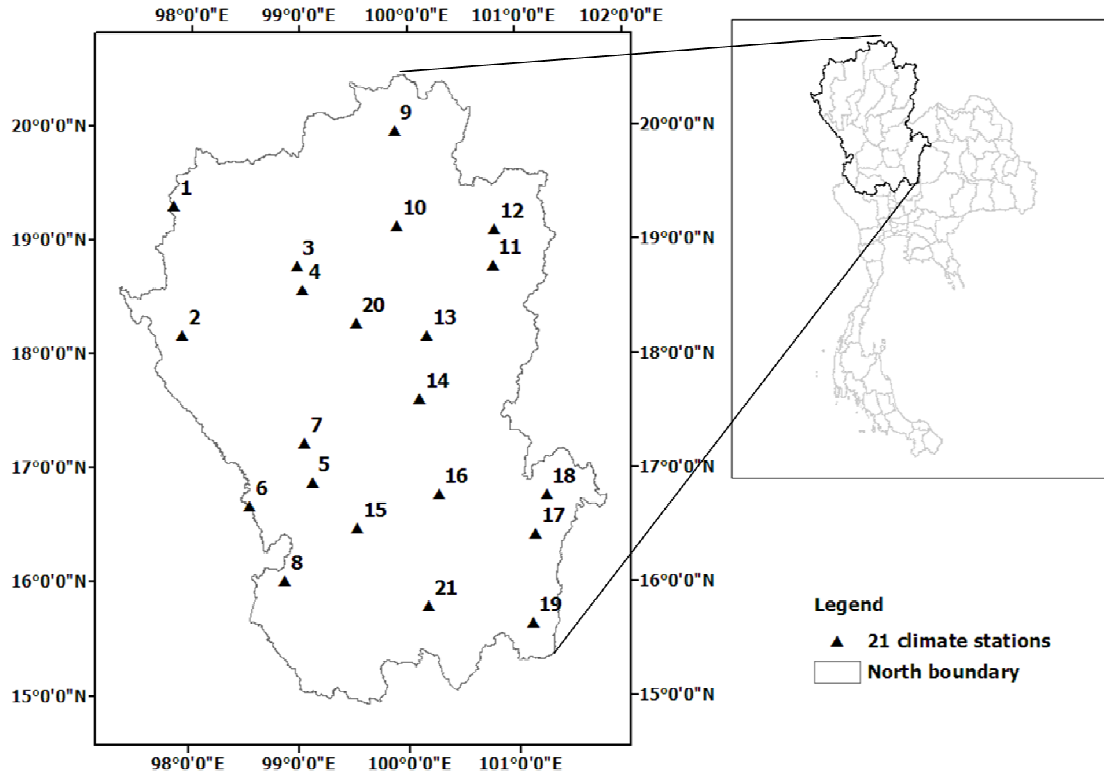 98°0'0"E 99°0'0"E 100°0'0"E 101°0'0"E 102°0'0"E
20°0'0"N 9 20°0'0"N
1
10 12
19°0'0"N 19°0'0"N
3 11
4
2 20 13
18°0'0"N 18°0'0"N
14
7
17°0'0"N 5 16 18 17°0'0"N
6 15 17
16°0'0"N 8 16°0'0"N
21 19
Legend
21 climate stations
North boundary
15°0'0"N 15°0'0"N
98°0'0"E 99°0'0"E 100°0'0"E 101°0'0"E